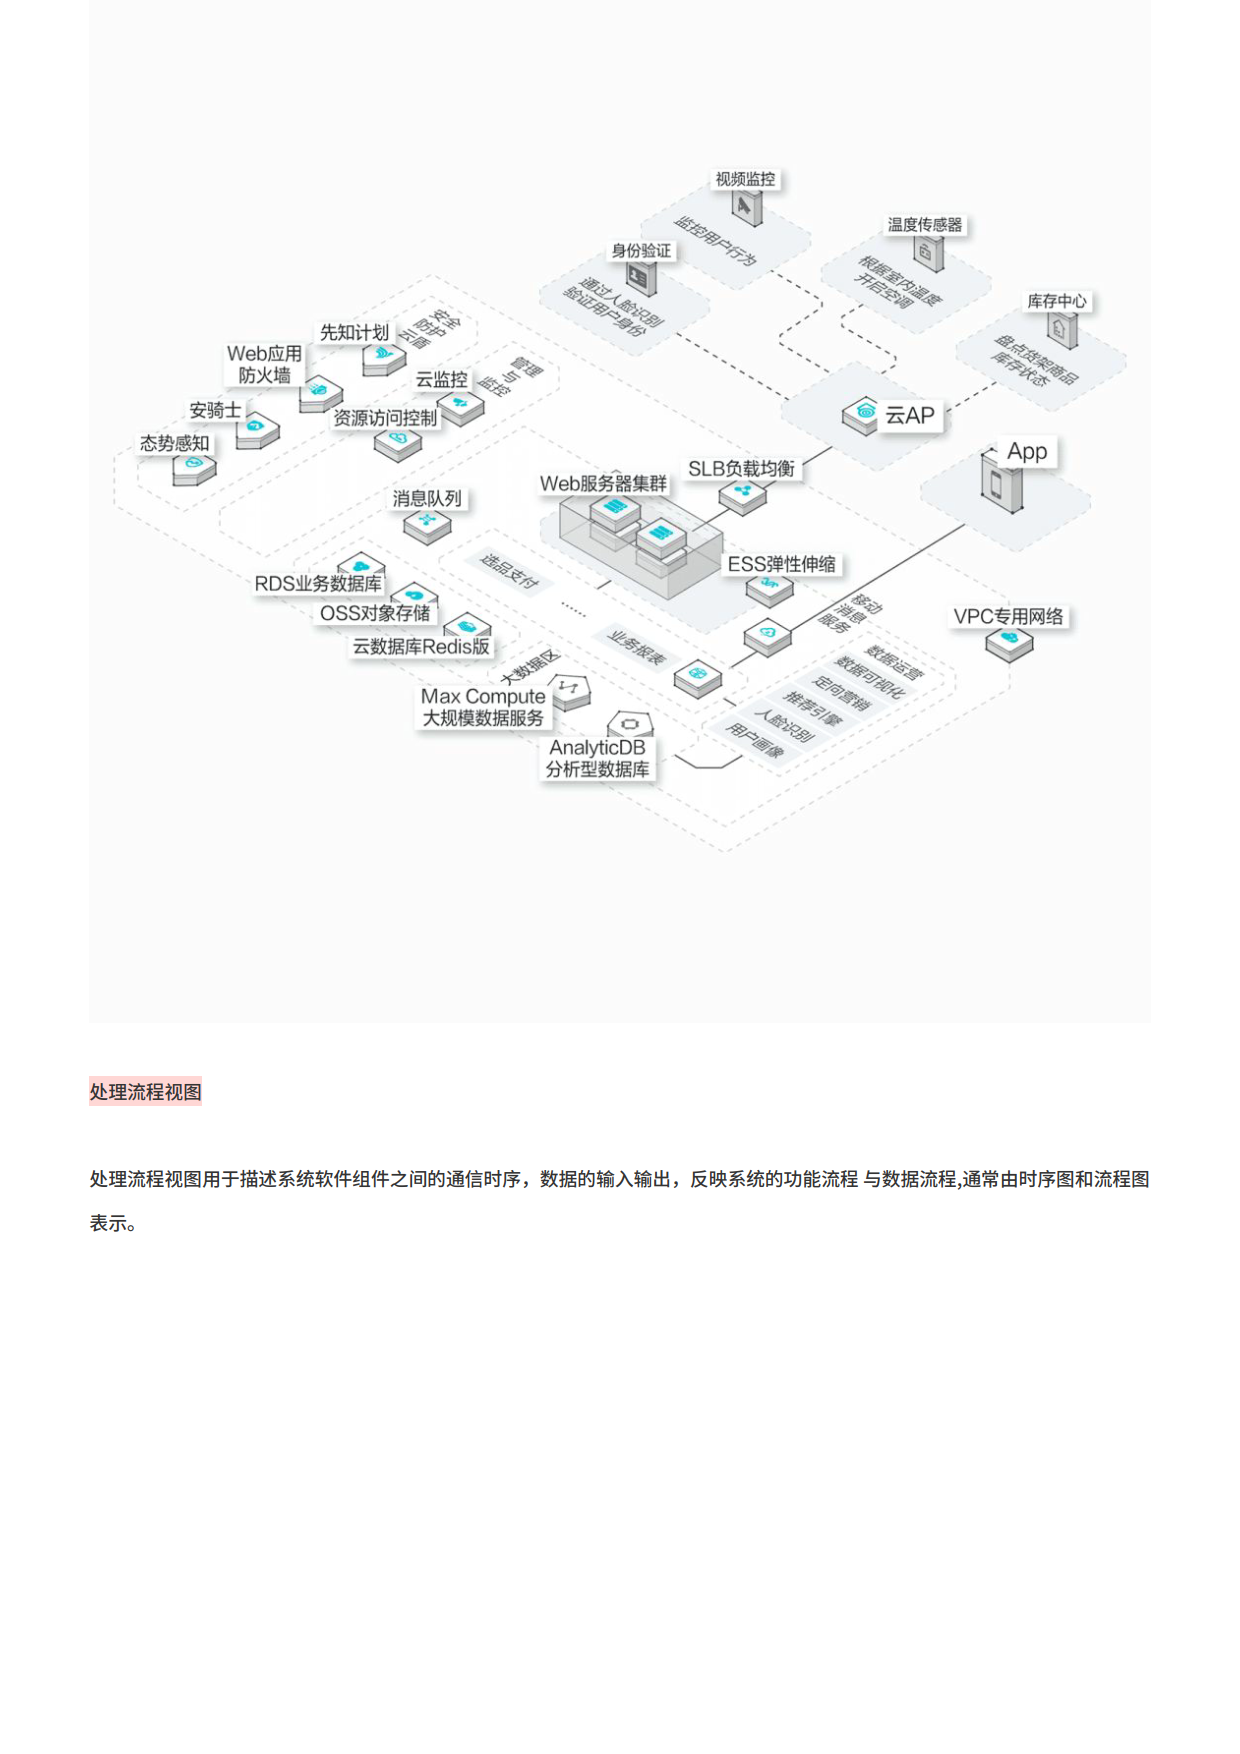 视频监控
监控用户行为
温度传感器
根据室内温度
开启空调
身份验证
通过人脸识别
验证用户身份
库存中心
盘点货架商品
库存状态
安全
防护
云盾
先知计划
Web应用
防火墙
管理
与
监控
云监控
安骑士
资源访问控制
态势感知
云AP
App
SLB负载均衡
Web服务器集群
消息队列
选品支付
ESS弹性伸缩
RDS业务数据库
OSS对象存储
云数据库Redis版
......
移动
消息
服务
VPC专用网络
业务报表
大数据区
Max Compute
大规模数据服务
AnalyticDB
分析型数据库
数据运营
数据可视化
定向营销
推荐引擎
人脸识别
用户画像
处理流程视图
处理流程视图用于描述系统软件组件之间的通信时序，数据的输入输出，反映系统的功能流程 与数据流程,通常由时序图和流程图
表示。